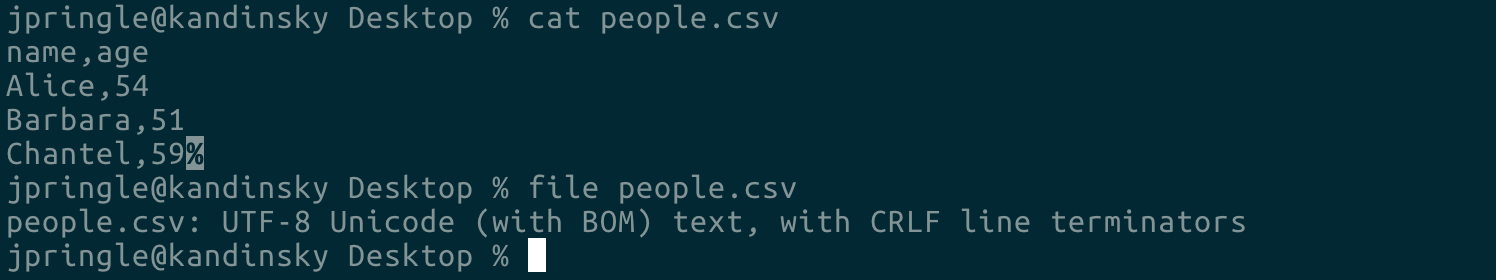 jpringle@kandinsky Desktop % cat people.csv
name,age
Alice,54
Barbara,51
Chantel,59%
jpringle@kandinsky Desktop % file people.csv
people.csv: UTF-8 Unicode (with BOM) text, with CRLF line terminators
jpringle@kandinsky Desktop %